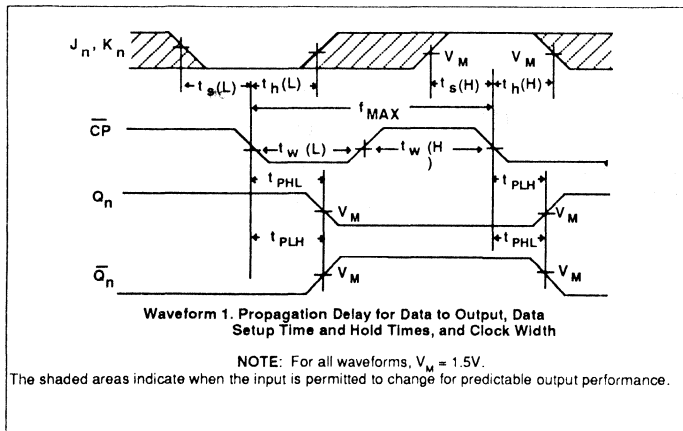 Jn, Kn
VM VM
ts(L) th(L) ts(H) th(H)
fMAX
CP
tw (L) tw (H
)
tPHL tPLH
Qn
VM VM
tPLH tPHL
Qn
VM VM
Waveform 1. Propagation Delay for Data to Output, Data
Setup Time and Hold Times, and Clock Width
NOTE: For all waveforms, VM = 1.5V.
The shaded areas indicate when the input is permitted to change for predictable output performance.